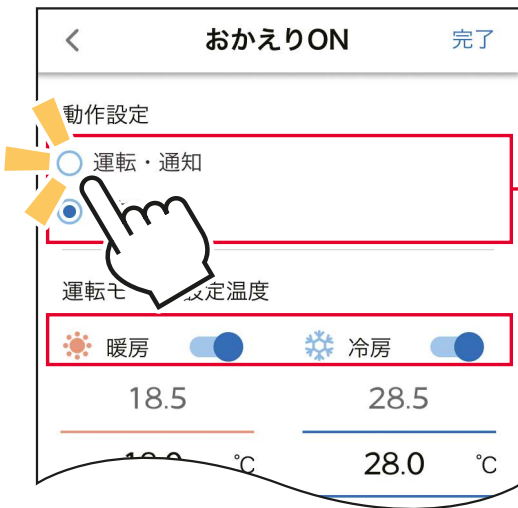 < おかえりON 完了
動作設定
運転・通知
運転モ 設定温度
暖房 冷房
18.5 28.5
℃ 28.0 ℃